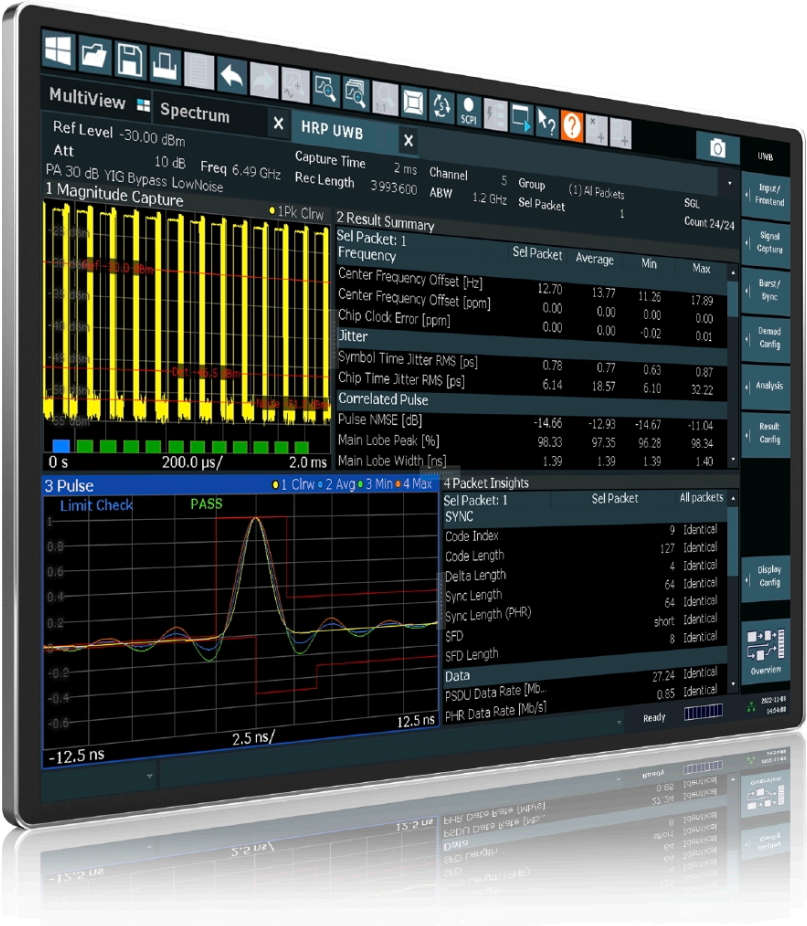 SCPI
MultiView
Spectrum X
HRP UWB X
UWB
Ref Level -30.00 dBm
Att 10 dB Freq 6.49 GHz
PA 30 dB YIG Bypass LowNoise
Capture Time 2 ms
Rec Length 3993600
Channel 5
ABW 1.2 GHz
Group (1) All Packets
Sel Packet 1
SGL
Count 24/24
1 Magnitude Capture
1Pk Clrw
0 s 200.0 µs/ 2.0 ms
2 Result Summary
Sel Packet: 1 Sel Packet Average Min Max
Frequency
Center Frequency Offset [Hz] 12.70 13.77 11.26 17.89
Center Frequency Offset [ppm] 0.00 0.00 0.00 0.00
Chip Clock Error [ppm] 0.00 0.00 -0.02 0.01
Jitter
Symbol Time Jitter RMS [ps] 0.78 0.77 0.63 0.87
Chip Time Jitter RMS [ps] 6.14 18.57 6.10 32.22
Correlated Pulse
Pulse NMSE [dB] -14.66 -12.93 -14.67 -11.04
Main Lobe Peak [%] 98.33 97.35 96.28 98.34
Main Lobe Width [ns] 1.39 1.39 1.39 1.40
3 Pulse
1 Clrw 2 Avg 3 Min 4 Max
Limit Check PASS
1
0.8
0.6
0.4
0.2
-0.2
-0.4
-0.6
-12.5 ns 2.5 ns/ 12.5 ns
4 Packet Insights
Sel Packet: 1 Sel Packet All packets
SYNC
Code Index 9 Identical
Code Length 127 Identical
Delta Length 4 Identical
Sync Length 64 Identical
Sync Length (PHR) 64 Identical
SFD short Identical
SFD Length 8 Identical
Data
PSDU Data Rate [Mb... 27.24 Identical
PHR Data Rate [Mb/s] 0.85 Identical
Ready
2022-11-03
Input/
Frontend
Signal
Capture
Burst/
Sync
Demod
Config
Analysis
Result
Config
Display
Config
Overview